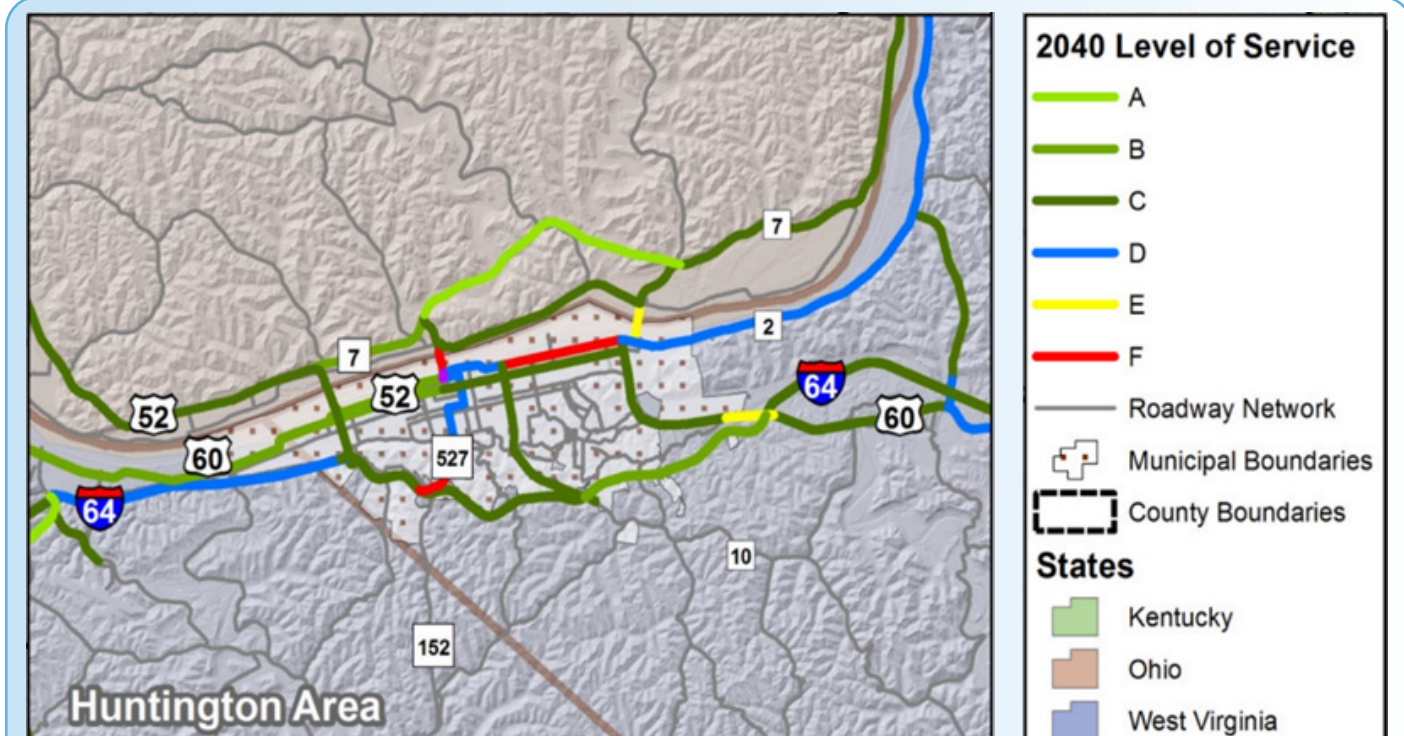 7
2
7
64
52
52
60
60
527
64
10
152
Huntington Area
2040 Level of Service
A
B
C
D
E
F
Roadway Network
Municipal Boundaries
County Boundaries
States
Kentucky
Ohio
West Virginia